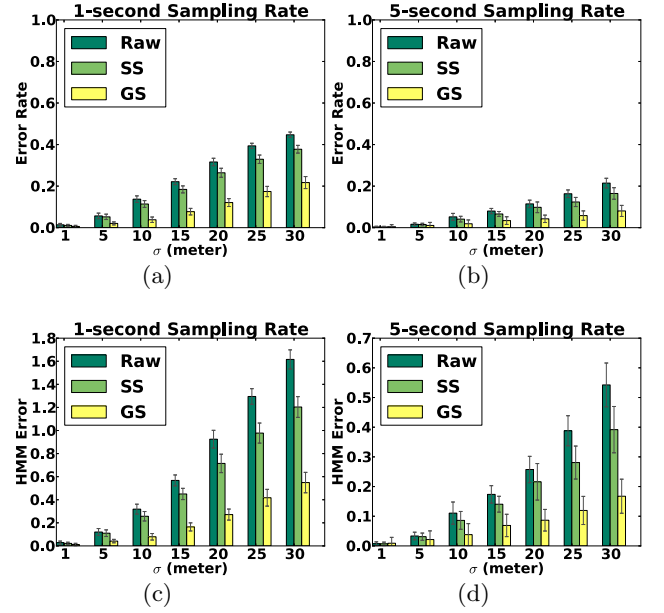 1-second Sampling Rate
1.0
0.8
0.6
0.4
0.2
0.0
Error Rate
Raw
SS
GS
1 5 10 15 20 25 30
σ (meter)
(a)
5-second Sampling Rate
1.0
0.8
0.6
0.4
0.2
0.0
Error Rate
Raw
SS
GS
1 5 10 15 20 25 30
σ (meter)
(b)
1-second Sampling Rate
1.8
1.6
1.4
1.2
1.0
0.8
0.6
0.4
0.2
0.0
HMM Error
Raw
SS
GS
1 5 10 15 20 25 30
σ (meter)
(c)
5-second Sampling Rate
0.7
0.6
0.5
0.4
0.3
0.2
0.1
0.0
HMM Error
Raw
SS
GS
1 5 10 15 20 25 30
σ (meter)
(d)